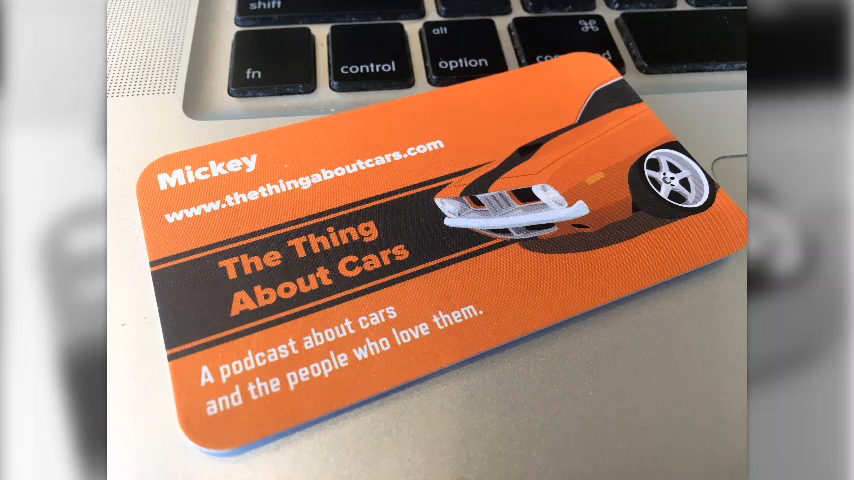 shift
fn
control
alt
option
⌘
command
Mickey
www.thethingaboutcars.com
The Thing
About Cars
A podcast about cars
and the people who love them.